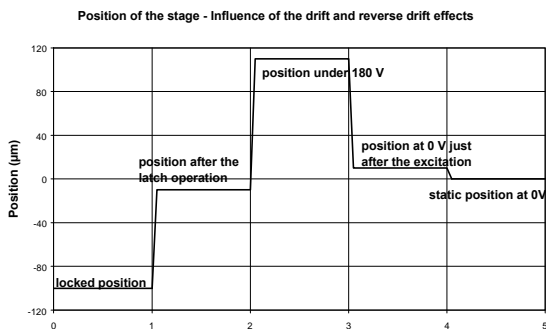 Position of the stage - Influence of the drift and reverse drift effects
120
80
40
0
-40
-80
-120
Position (µm)
position under 180 V
position after the
latch operation
position at 0 V just
after the excitation
static position at 0V
locked position
0 1 2 3 4 5